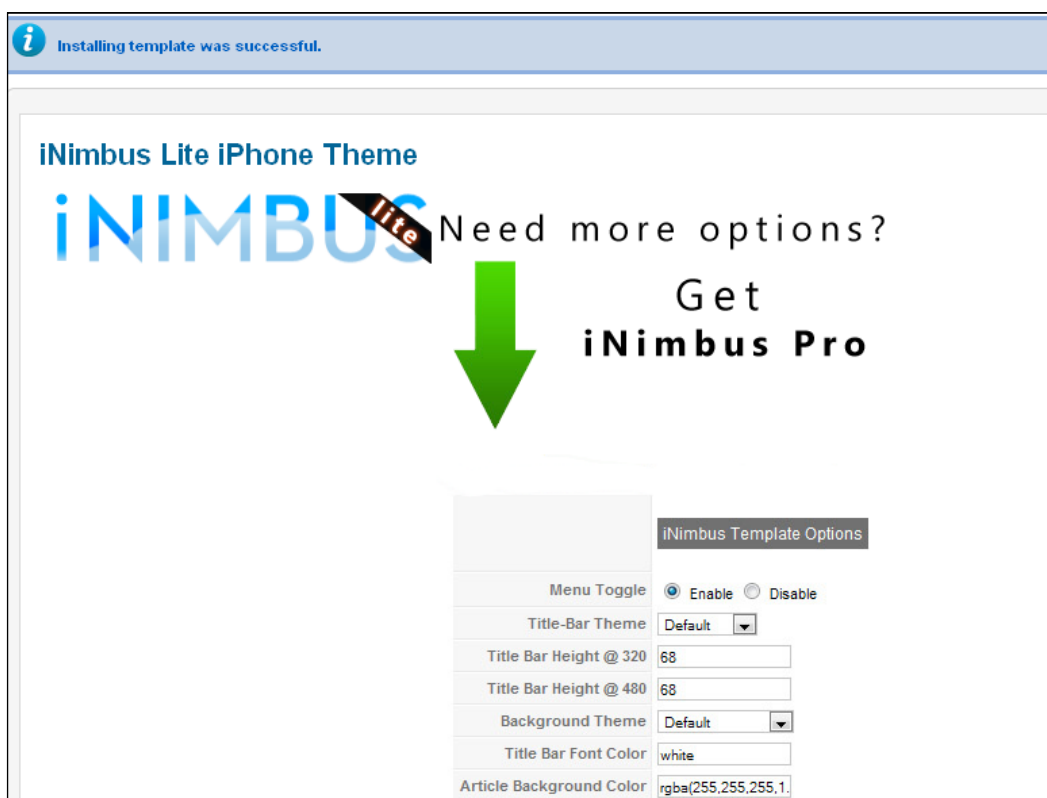 i
Installing template was successful.
iNimbus Lite iPhone Theme
iNIMBUS lite
Need more options?
Get
iNimbus Pro
iNimbus Template Options
Menu Toggle Enable Disable
Title-Bar Theme Default
Title Bar Height @ 320 68
Title Bar Height @ 480 68
Background Theme Default
Title Bar Font Color white
Article Background Color rgba(255,255,255,1.